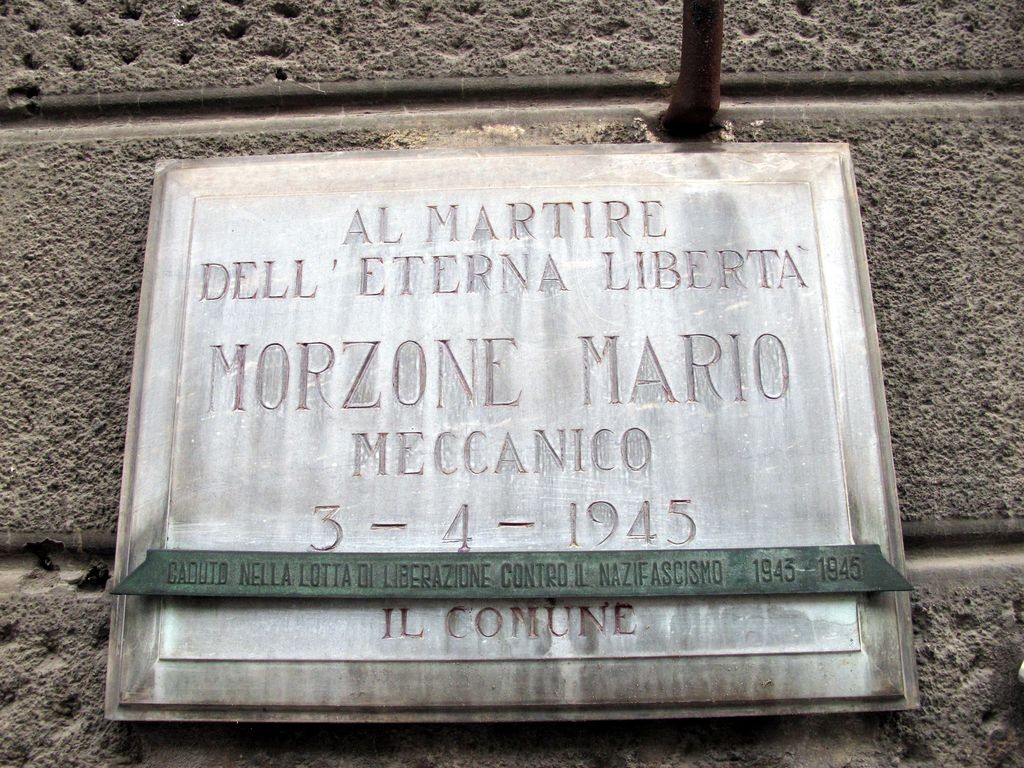 AL MARTIRE
DELL'ETERNA LIBERTÀ
MORZONE MARIO
MECCANICO
3 - 4 - 1945
CADUTO NELLA LOTTA DI LIBERAZIONE CONTRO IL NAZIFASCISMO 1943-1945
IL COMUNE